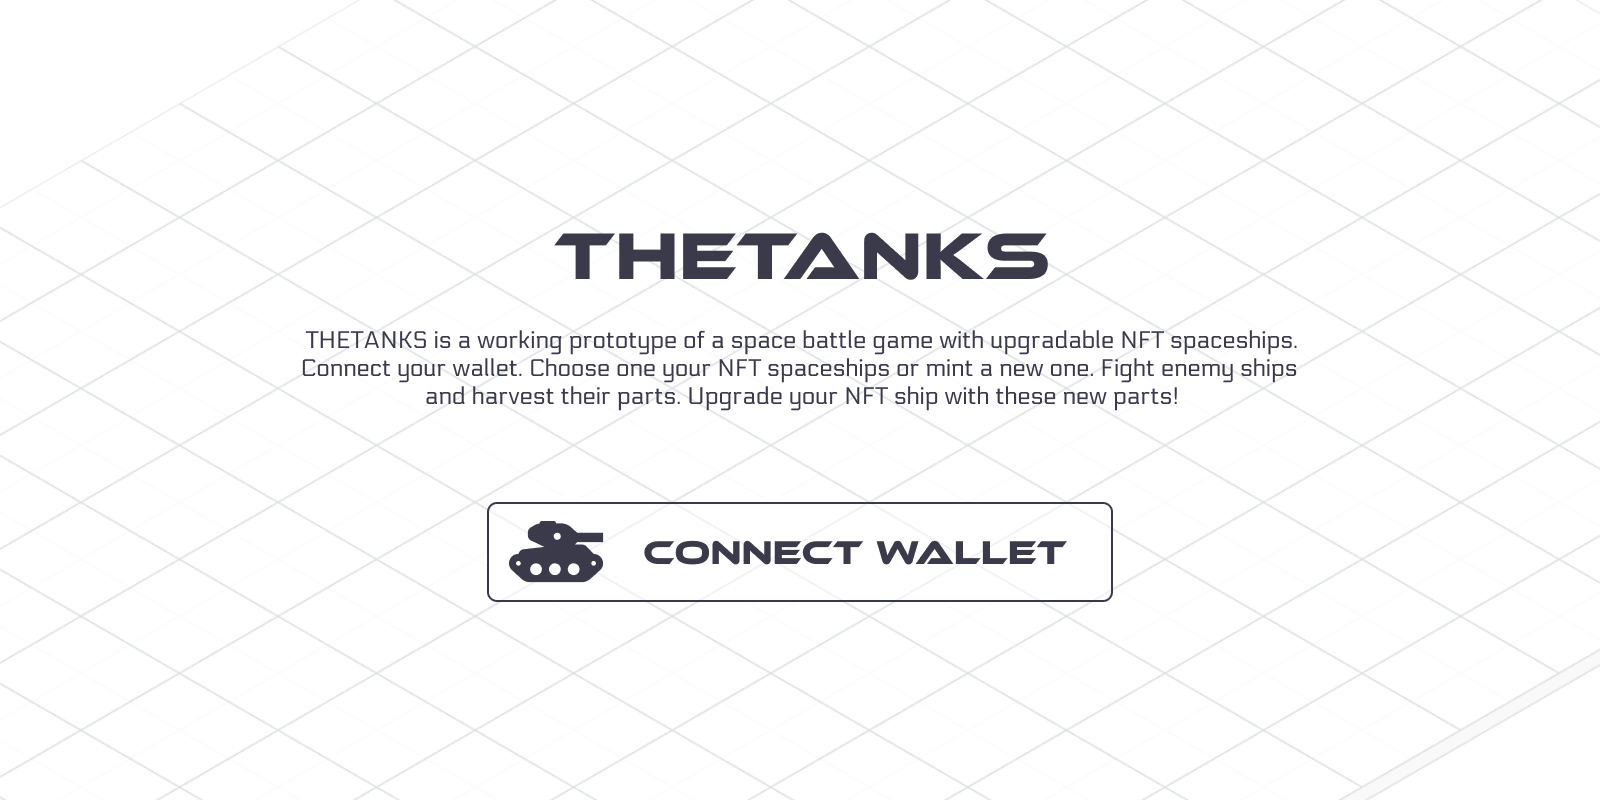 THETANKS
THETANKS is a working prototype of a space battle game with upgradable NFT spaceships.
Connect your wallet. Choose one your NFT spaceships or mint a new one. Fight enemy ships
and harvest their parts. Upgrade your NFT ship with these new parts!
CONNECT WALLET